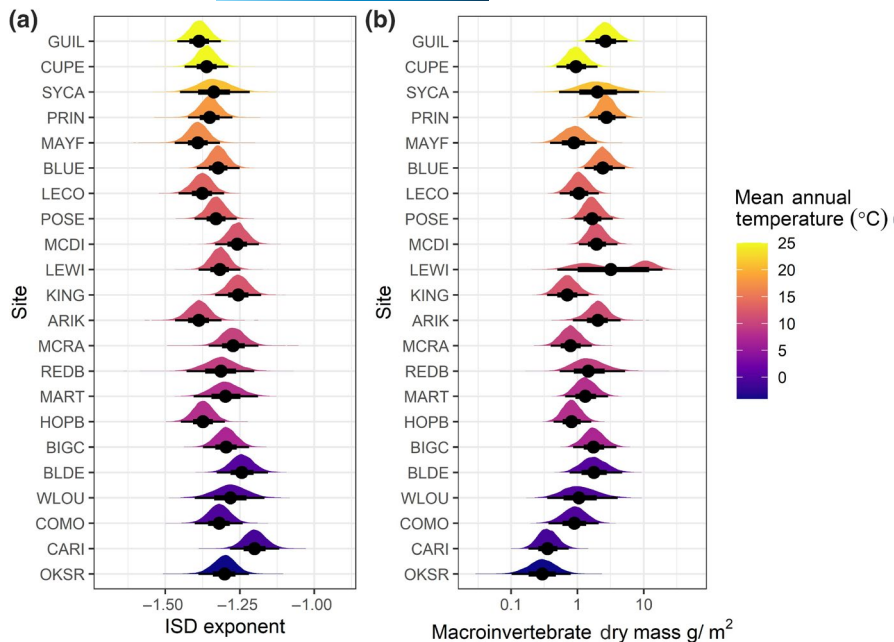 (a)
(b)
GUIL
CUPE
SYCA
PRIN
MAYF
BLUE
LECO
POSE
MCDI
LEWI
KING
ARIK
MCRA
REDB
MART
HOPB
BIGC
BLDE
WLOU
COMO
CARI
OKSR
Site
−1.50 −1.25 −1.00
ISD exponent
GUIL
CUPE
SYCA
PRIN
MAYF
BLUE
LECO
POSE
MCDI
LEWI
KING
ARIK
MCRA
REDB
MART
HOPB
BIGC
BLDE
WLOU
COMO
CARI
OKSR
Site
0.1 1 10
Macroinvertebrate dry mass g/ m²
Mean annual
temperature (°C) (
25
20
15
10
5
0